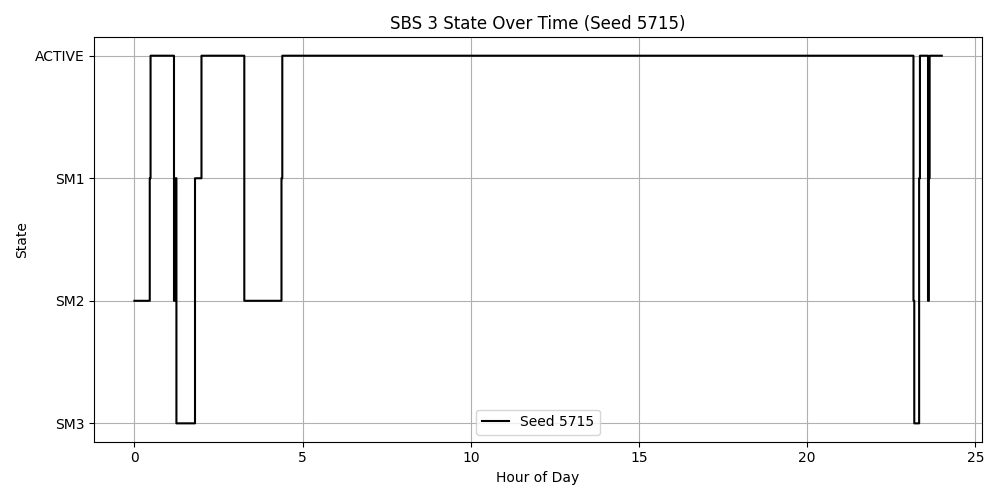 SBS 3 State Over Time (Seed 5715)
ACTIVE
SM1
SM2
SM3
State
Seed 5715
0
5
10
15
20
25
Hour of Day